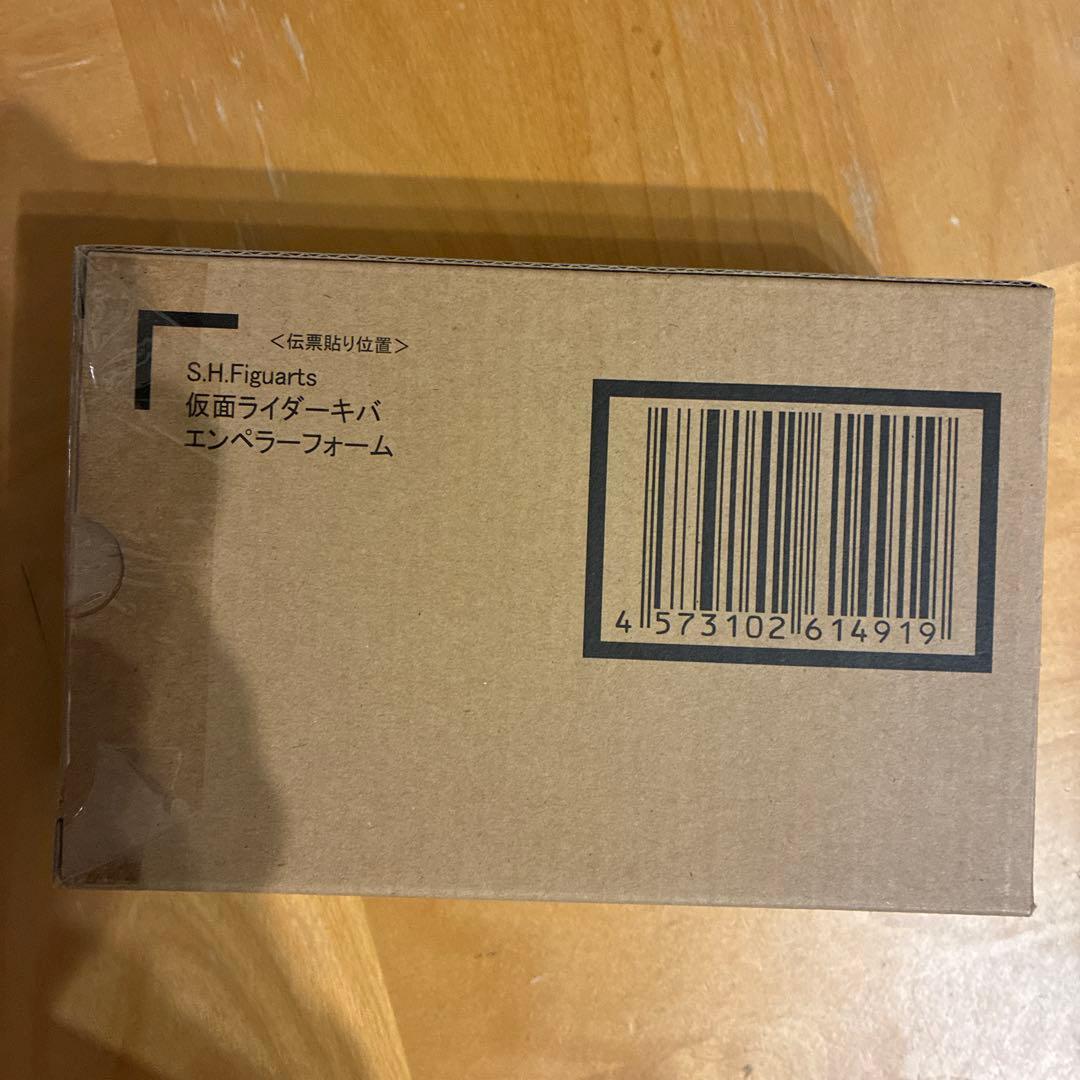 <伝票貼り位置>
S.H.Figuarts
仮面ライダーキバ
エンペラーフォーム
4 573102 614919